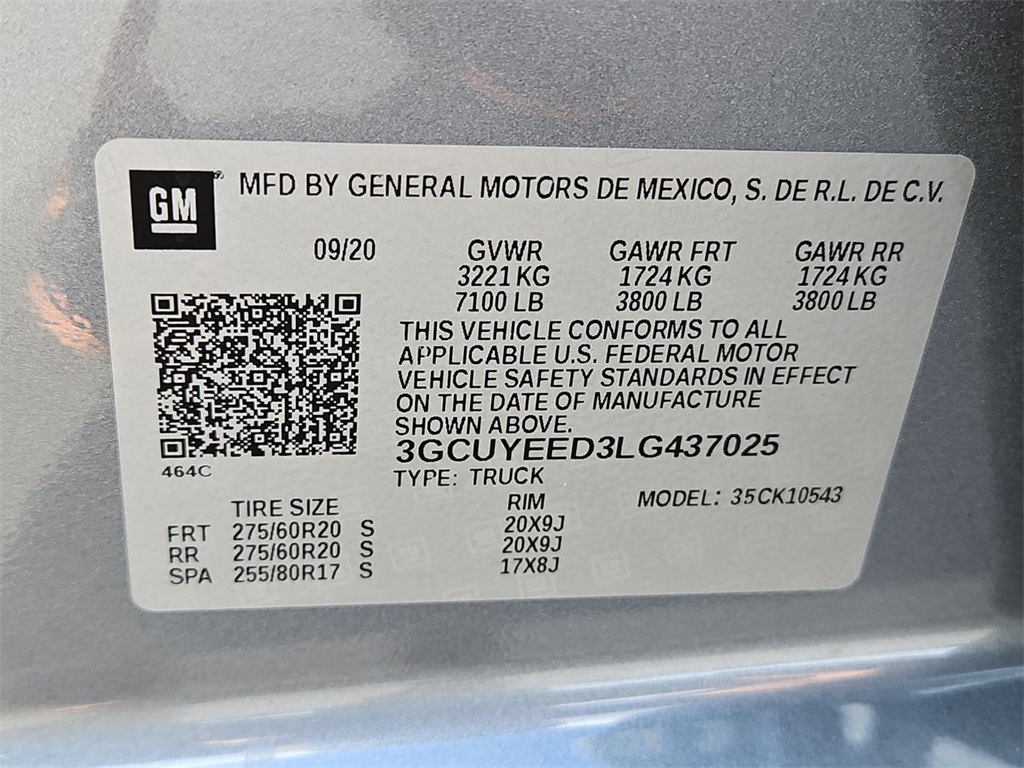 GM® MFD BY GENERAL MOTORS DE MEXICO, S. DE R.L. DE C.V.
09/20 GVWR GAWR FRT GAWR RR
3221 KG 1724 KG 1724 KG
7100 LB 3800 LB 3800 LB
THIS VEHICLE CONFORMS TO ALL
APPLICABLE U.S. FEDERAL MOTOR
VEHICLE SAFETY STANDARDS IN EFFECT
ON THE DATE OF MANUFACTURE
SHOWN ABOVE.
3GCUYEED3LG437025
464C
TYPE: TRUCK
TIRE SIZE RIM MODEL: 35CK10543
FRT 275/60R20 S 20X9J
RR 275/60R20 S 20X9J
SPA 255/80R17 S 17X8J